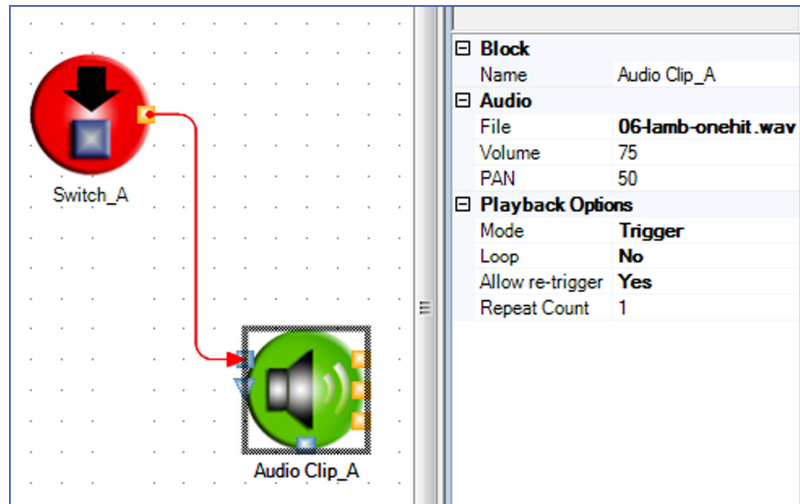 Switch_A
Audio Clip_A
Block
Name Audio Clip_A
Audio
File 06-lamb-onehit.wav
Volume 75
PAN 50
Playback Options
Mode Trigger
Loop No
Allow re-trigger Yes
Repeat Count 1